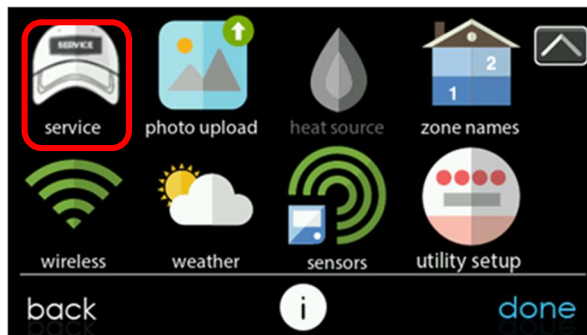 SERVICE
service photo upload heat source zone names
2
1
wireless weather sensors utility setup
back i done